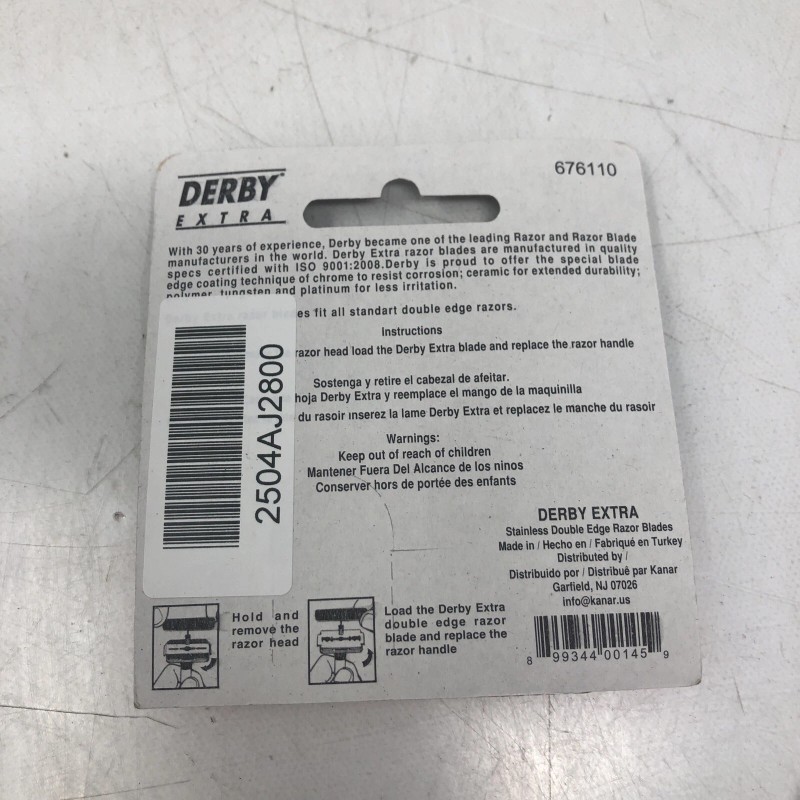 DERBY
EXTRA
676110
With 30 years of experience, Derby became one of the leading Razor and Razor Blade
manufacturers in the world. Derby Extra razor blades are manufactured in quality
specs certified with ISO 9001:2008.Derby is proud to offer the special blade
edge coating technique of chrome to resist corrosion; ceramic for extended durability;
polymer, tungsten and platinum for less irritation.
Derby Extra razor blades fit all standart double edge razors.
Instructions
razor head load the Derby Extra blade and replace the razor handle
Sostenga y retire el cabezal de afeitar.
hoja Derby Extra y reemplace el mango de la maquinilla
du rasoir inserez la lame Derby Extra et replacez le manche du rasoir
Warnings:
Keep out of reach of children
Mantener Fuera Del Alcance de los ninos
Conserver hors de portée des enfants
2504AJ2800
DERBY EXTRA
Stainless Double Edge Razor Blades
Made in / Hecho en / Fabriqué en Turkey
Distributed by /
Distribuido por / Distribuè par Kanar
Garfield, NJ 07026
info@kanar.us
Hold and
remove the
razor head
Load the Derby Extra
double edge razor
blade and replace the
razor handle
8 99344 00145 9